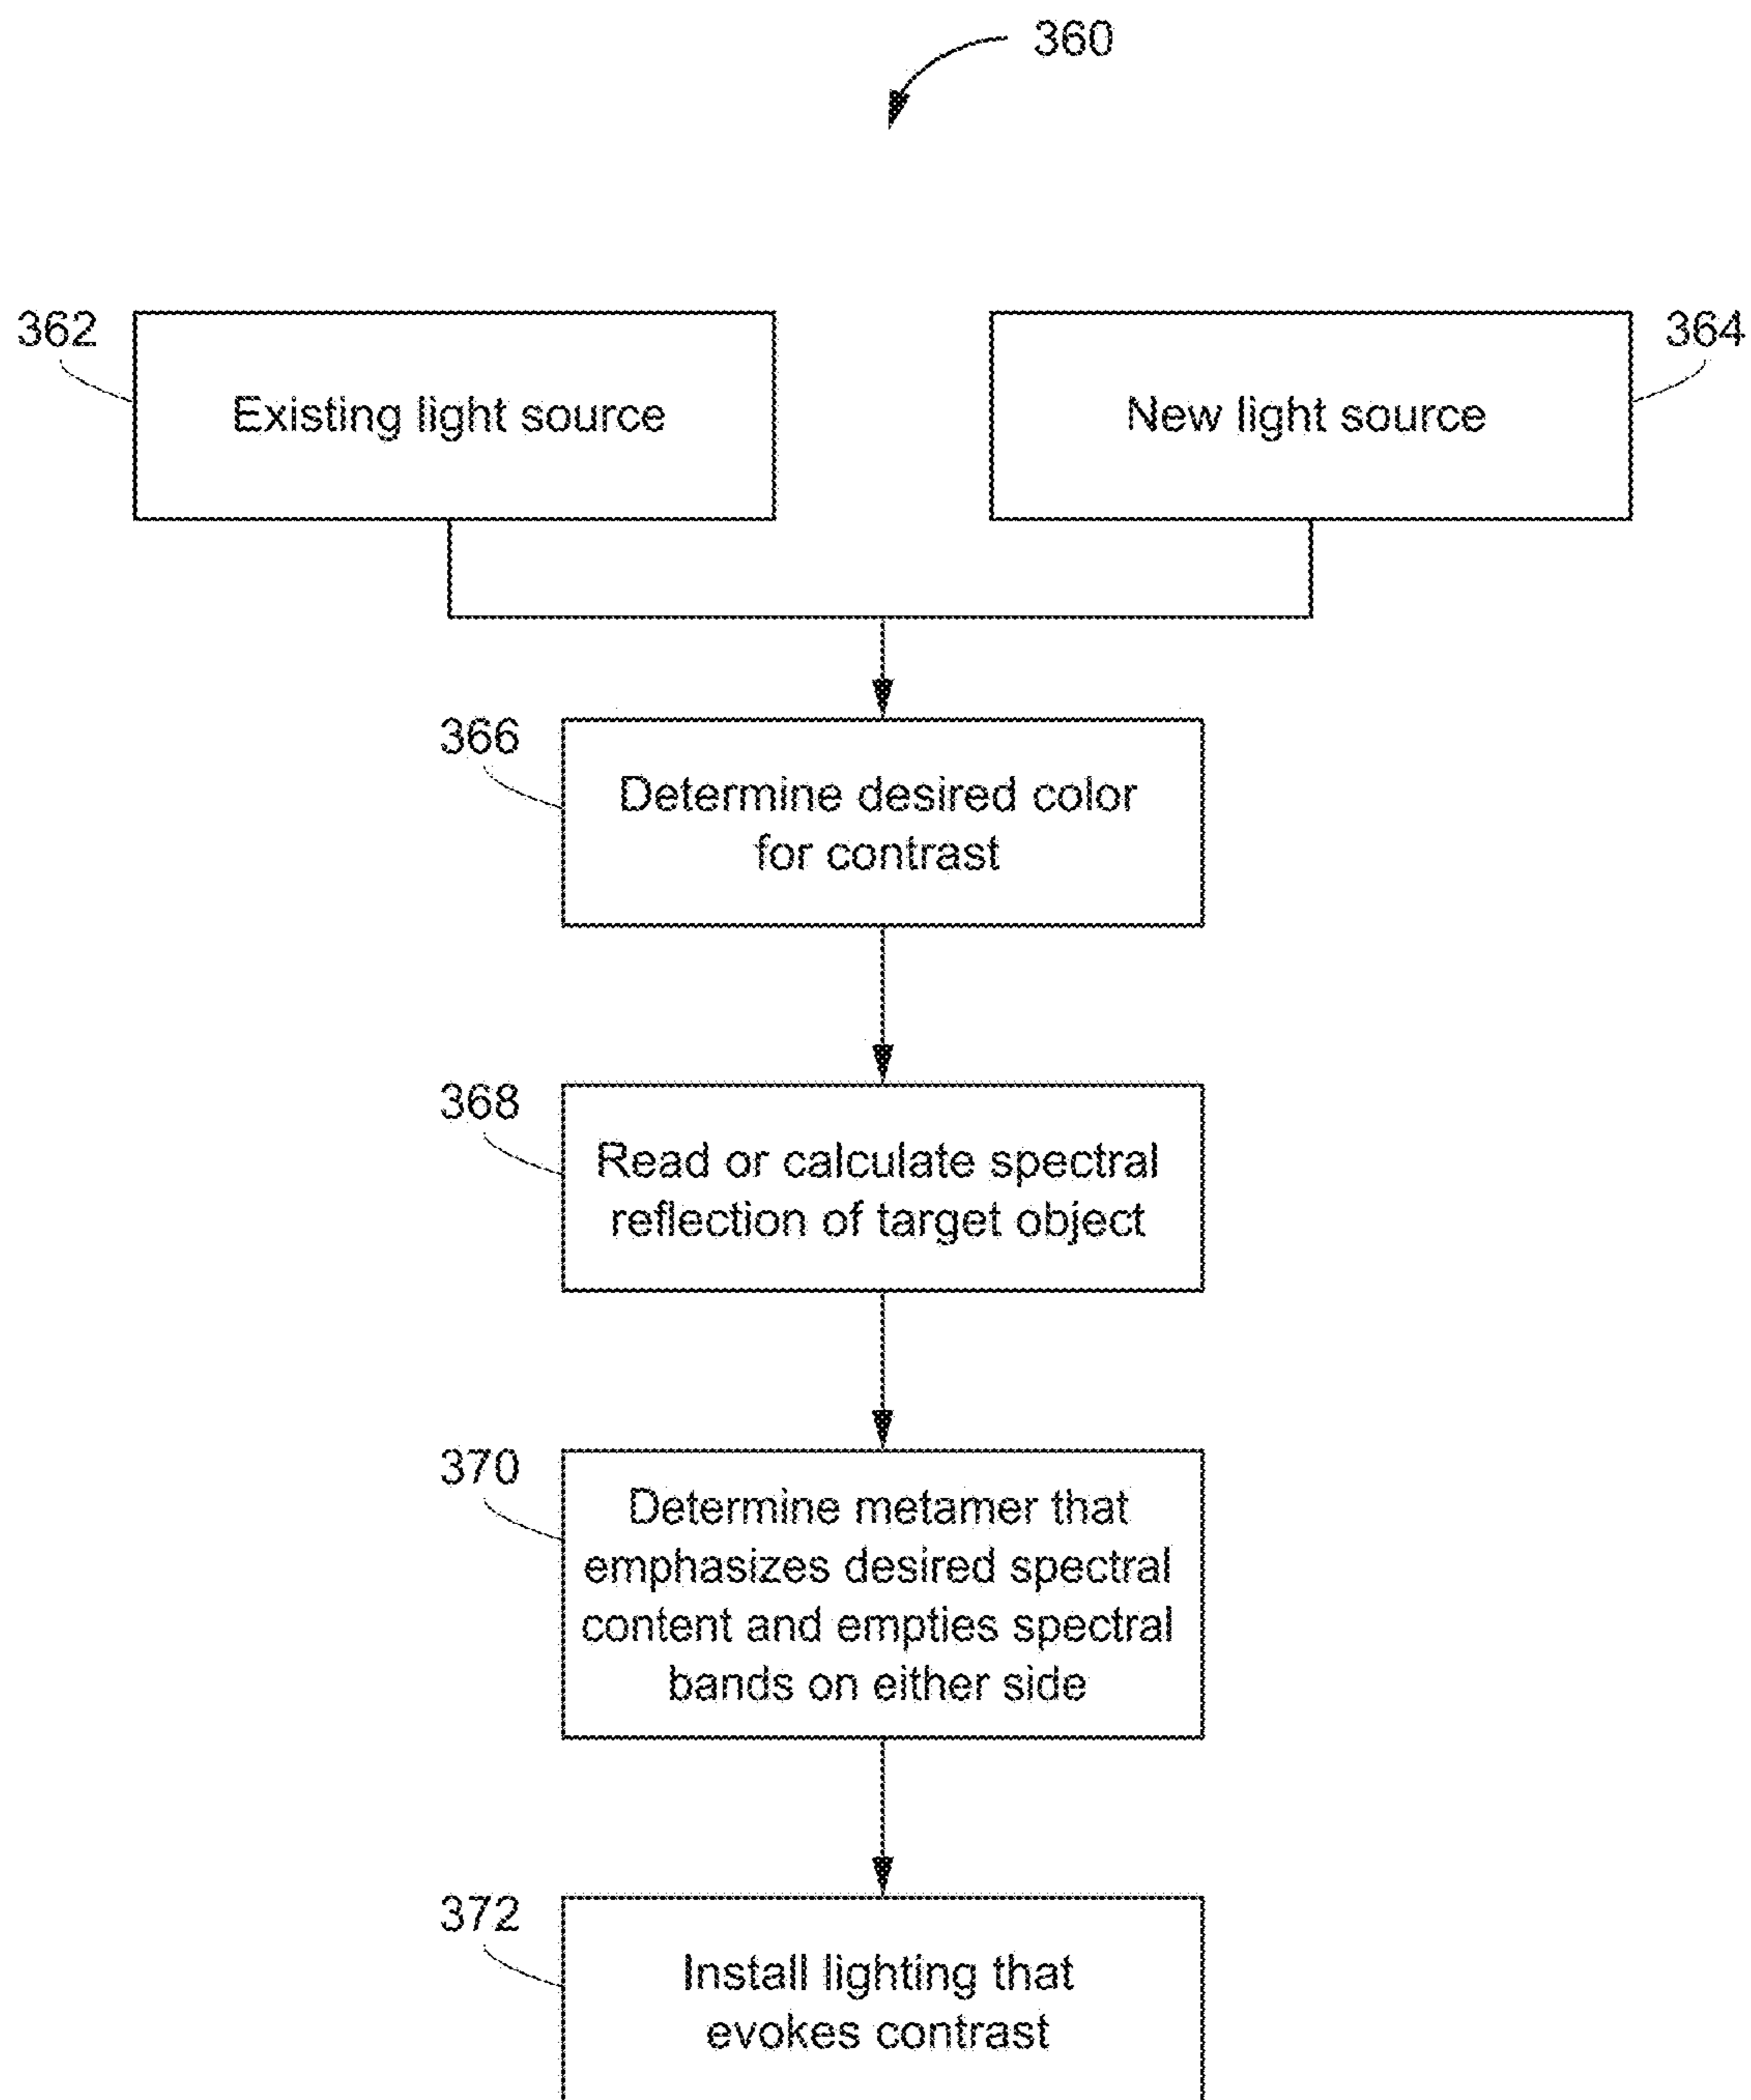 360
362
Existing light source
364
New light source
366
Determine desired color
for contrast
368
Read or calculate spectral
reflection of target object
370
Determine metamer that
emphasizes desired spectral
content and empties spectral
bands on either side
372
Install lighting that
evokes contrast